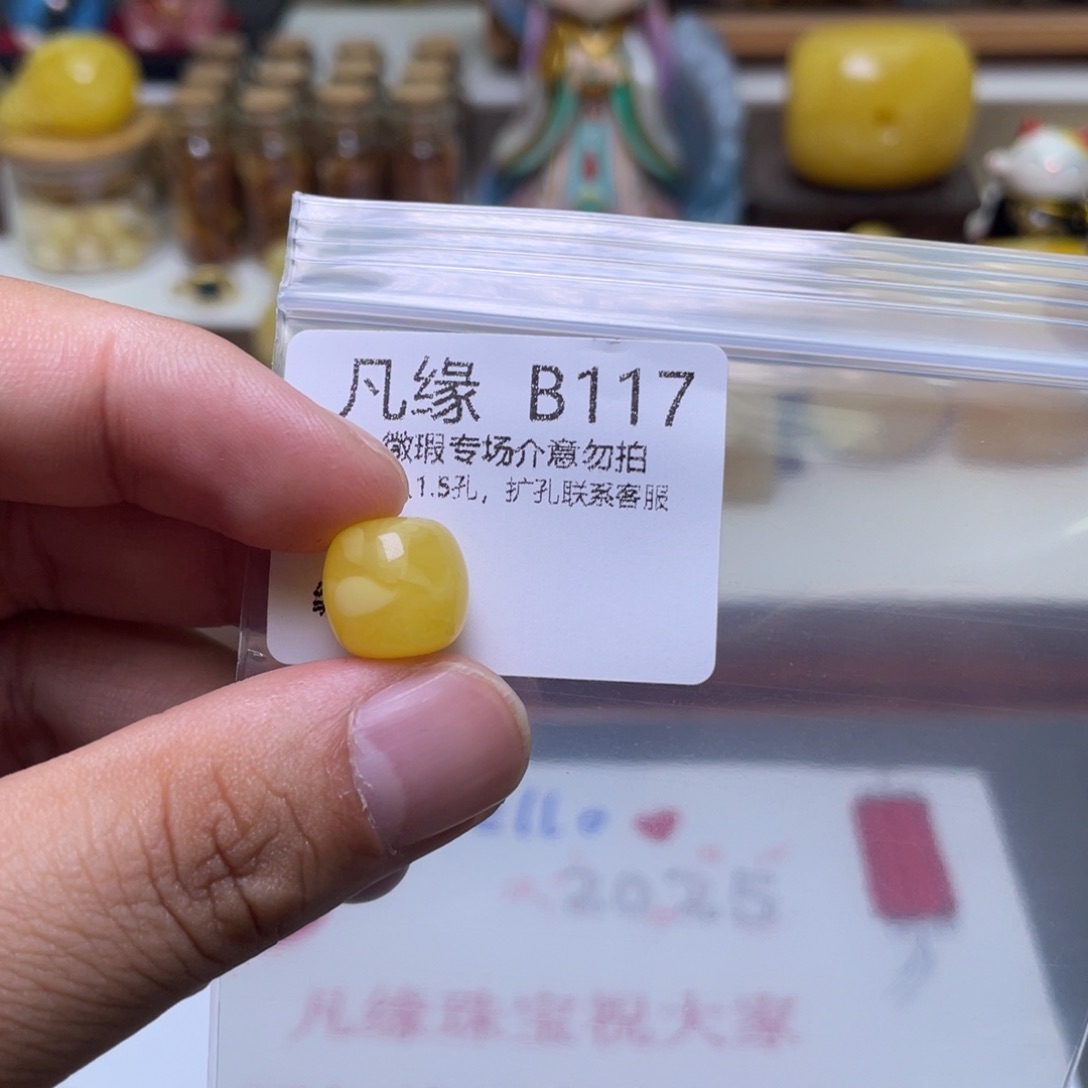 凡缘 B117
微瑕专场介意勿拍
1.5孔，扩孔联系客服
Hello
2025
凡缘珠宝祝大家